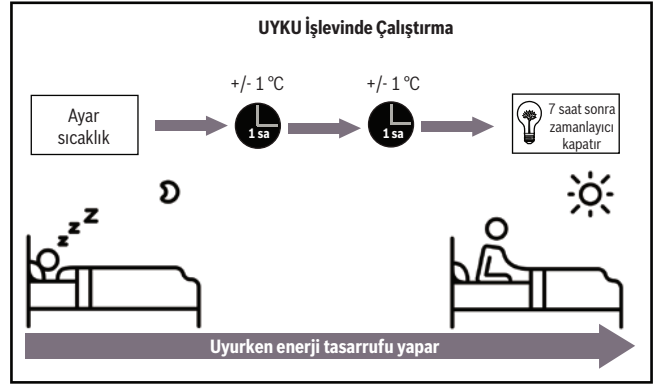 UYKU İşlevinde Çalıştırma
+/- 1 °C
+/- 1 °C
Ayar
sıcaklık
1 sa
1 sa
7 saat sonra
zamanlayıcı
kapatır
z z Z
Uyurken enerji tasarrufu yapar